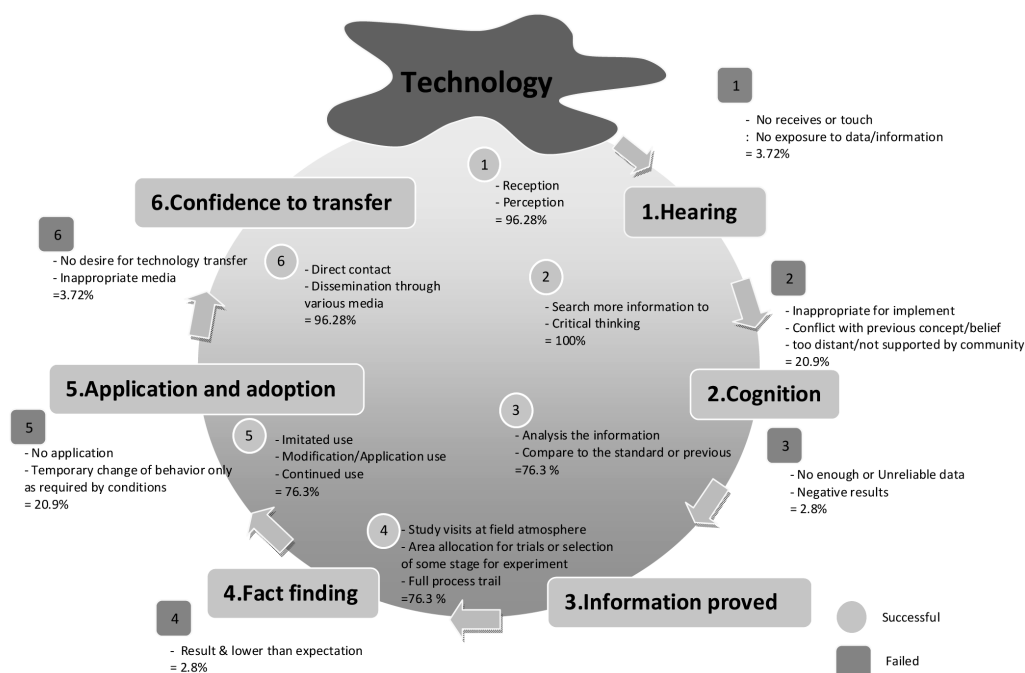 Technology
1
- No receives or touch
: No exposure to data/information
= 3.72%
1
- Reception
- Perception
= 96.28%
1.Hearing
6.Confidence to transfer
6
- No desire for technology transfer
- Inappropriate media
=3.72%
6
- Direct contact
- Dissemination through
various media
= 96.28%
2
- Search more information to
- Critical thinking
= 100%
2
- Inappropriate for implement
- Conflict with previous concept/belief
- too distant/not supported by community
= 20.9%
2.Cognition
5.Application and adoption
5
- No application
- Temporary change of behavior only
as required by conditions
= 20.9%
5
- Imitated use
- Modification/Application use
- Continued use
= 76.3%
3
- Analysis the information
- Compare to the standard or previous
=76.3 %
3
- No enough or Unreliable data
- Negative results
= 2.8%
4
- Study visits at field atmosphere
- Area allocation for trials or selection
of some stage for experiment
- Full process trail
=76.3 %
4.Fact finding
3.Information proved
4
- Result & lower than expectation
= 2.8%
Successful
Failed